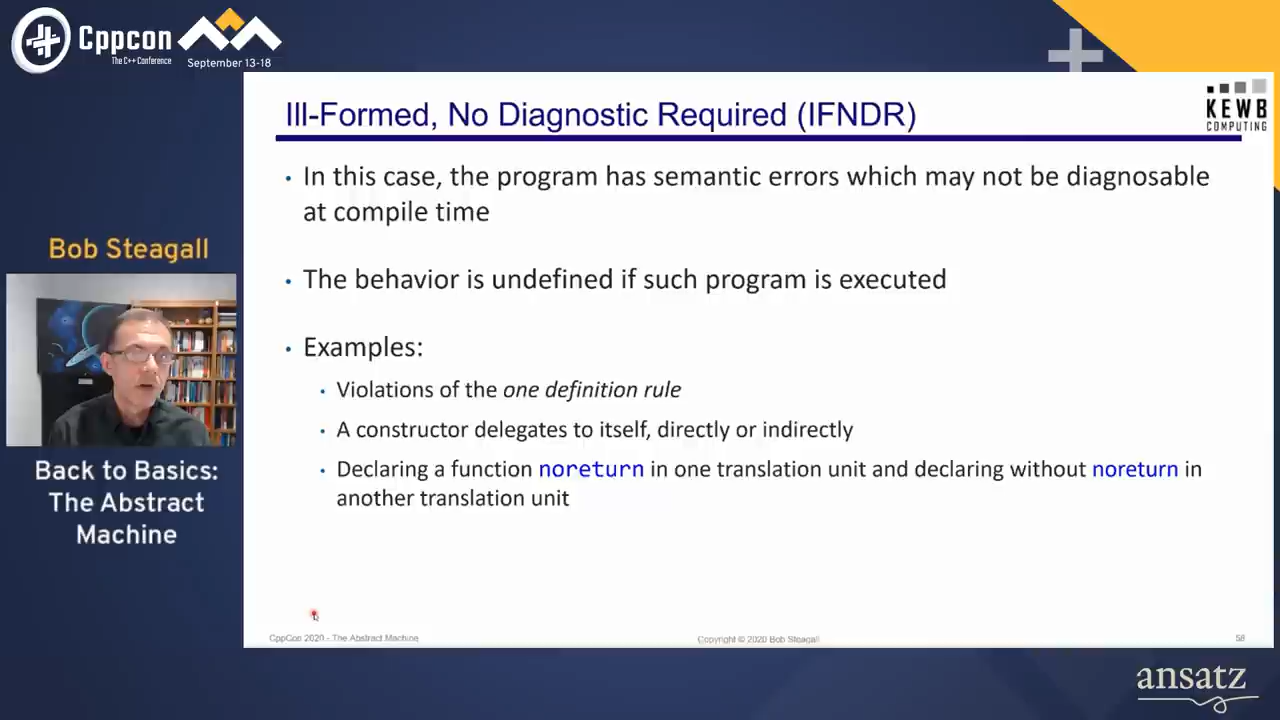 Cppcon
The C++ Conference
September 13-18
KEWB
COMPUTING
Ill-Formed, No Diagnostic Required (IFNDR)
• In this case, the program has semantic errors which may not be diagnosable
at compile time
• The behavior is undefined if such program is executed
• Examples:
• Violations of the one definition rule
• A constructor delegates to itself, directly or indirectly
• Declaring a function noreturn in one translation unit and declaring without noreturn in
another translation unit
Bob Steagall
Back to Basics:
The Abstract
Machine
CppCon 2020 - The Abstract Machine
Copyright © 2020 Bob Steagall
58
ansatz